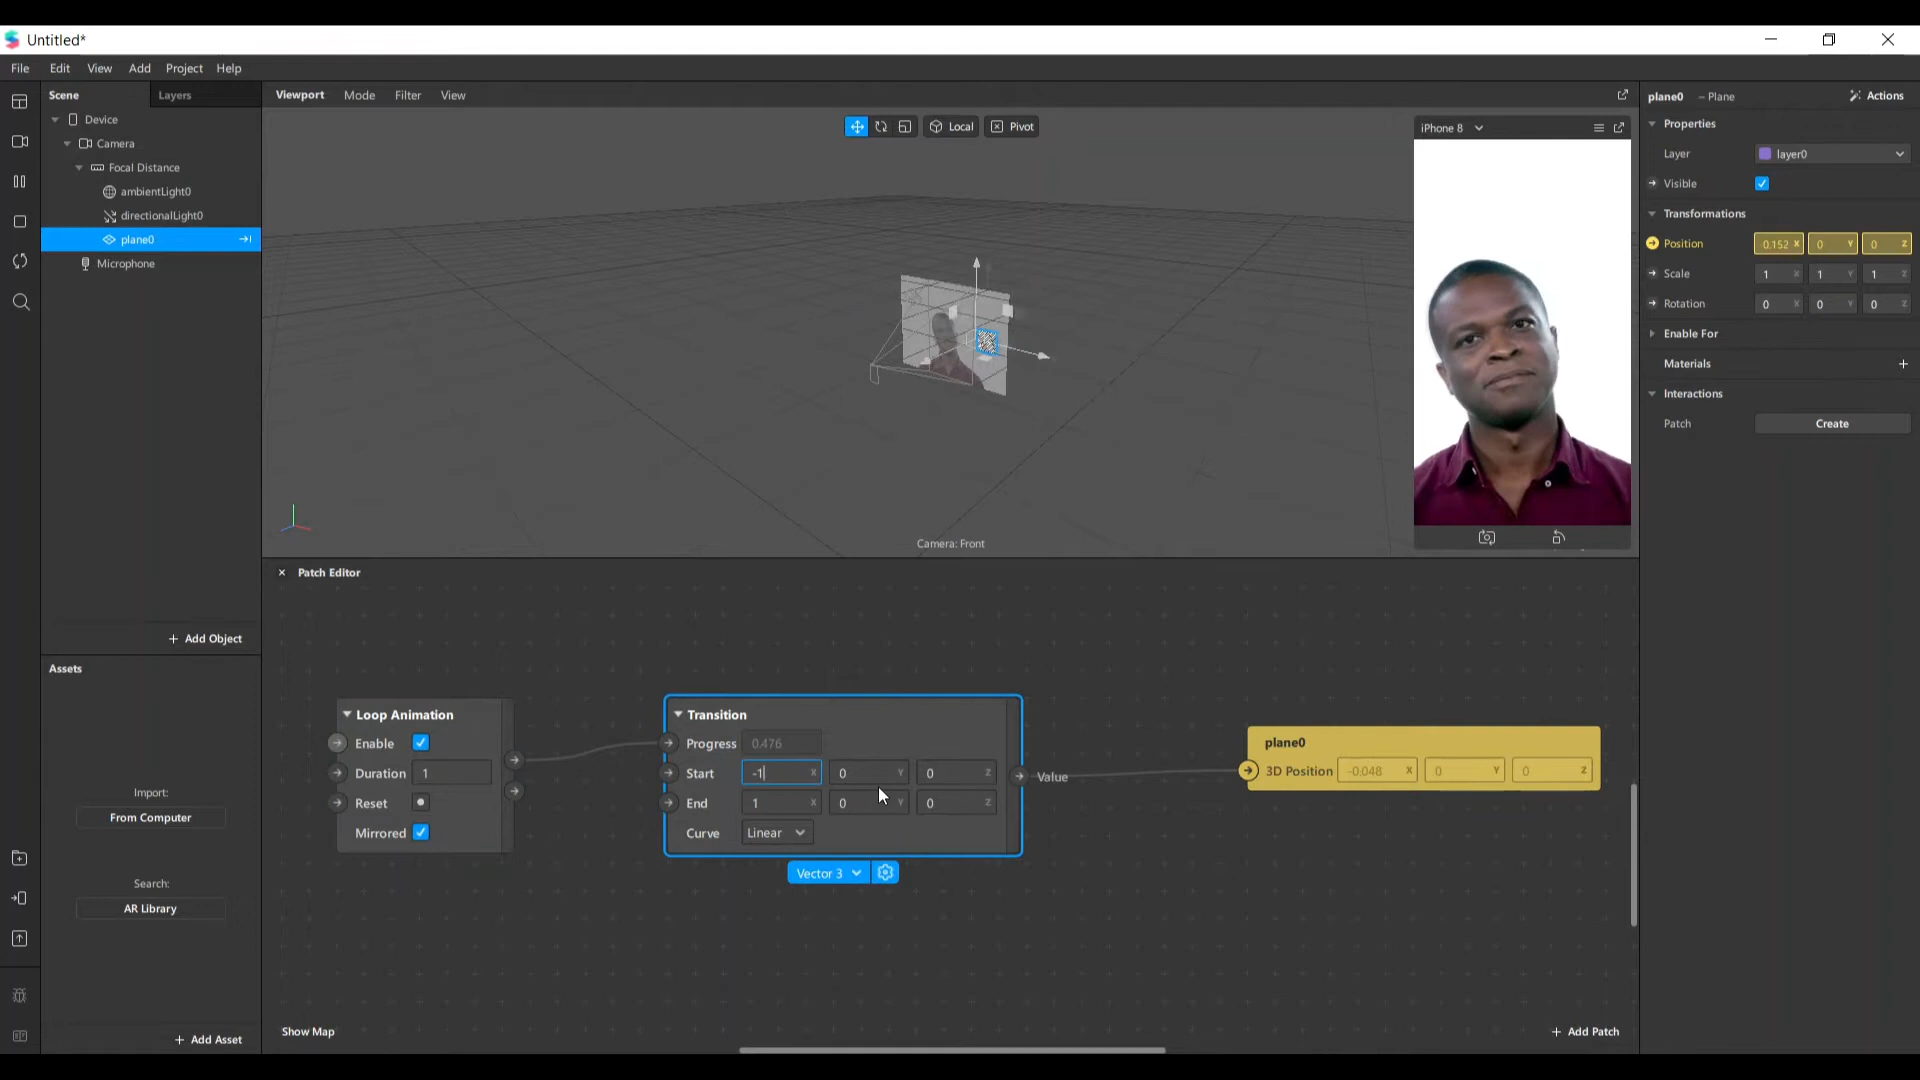 Untitled*
File Edit View Add Project Help
Scene Layers
Device
Camera
Focal Distance
ambientLight0
directionalLight0
plane0
Microphone
+ Add Object
Assets
Import:
From Computer
Search:
AR Library
+ Add Asset
Viewport Mode Filter View
Local Pivot
Camera: Front
iPhone 8
Patch Editor
Loop Animation
Enable
Duration 1
Reset
Mirrored
Transition
Progress 0.476
Start -1 X 0 Y 0 Z
End 1 X 0 Y 0 Z
Curve Linear
Value
Vector 3
plane0
3D Position -0.048 X 0 Y 0 Z
Show Map
+ Add Patch
plane0 – Plane Actions
Properties
Layer layer0
Visible
Transformations
Position 0.152 X 0 Y 0 Z
Scale 1 X 1 Y 1 Z
Rotation 0 X 0 Y 0 Z
Enable For
Materials +
Interactions
Patch Create